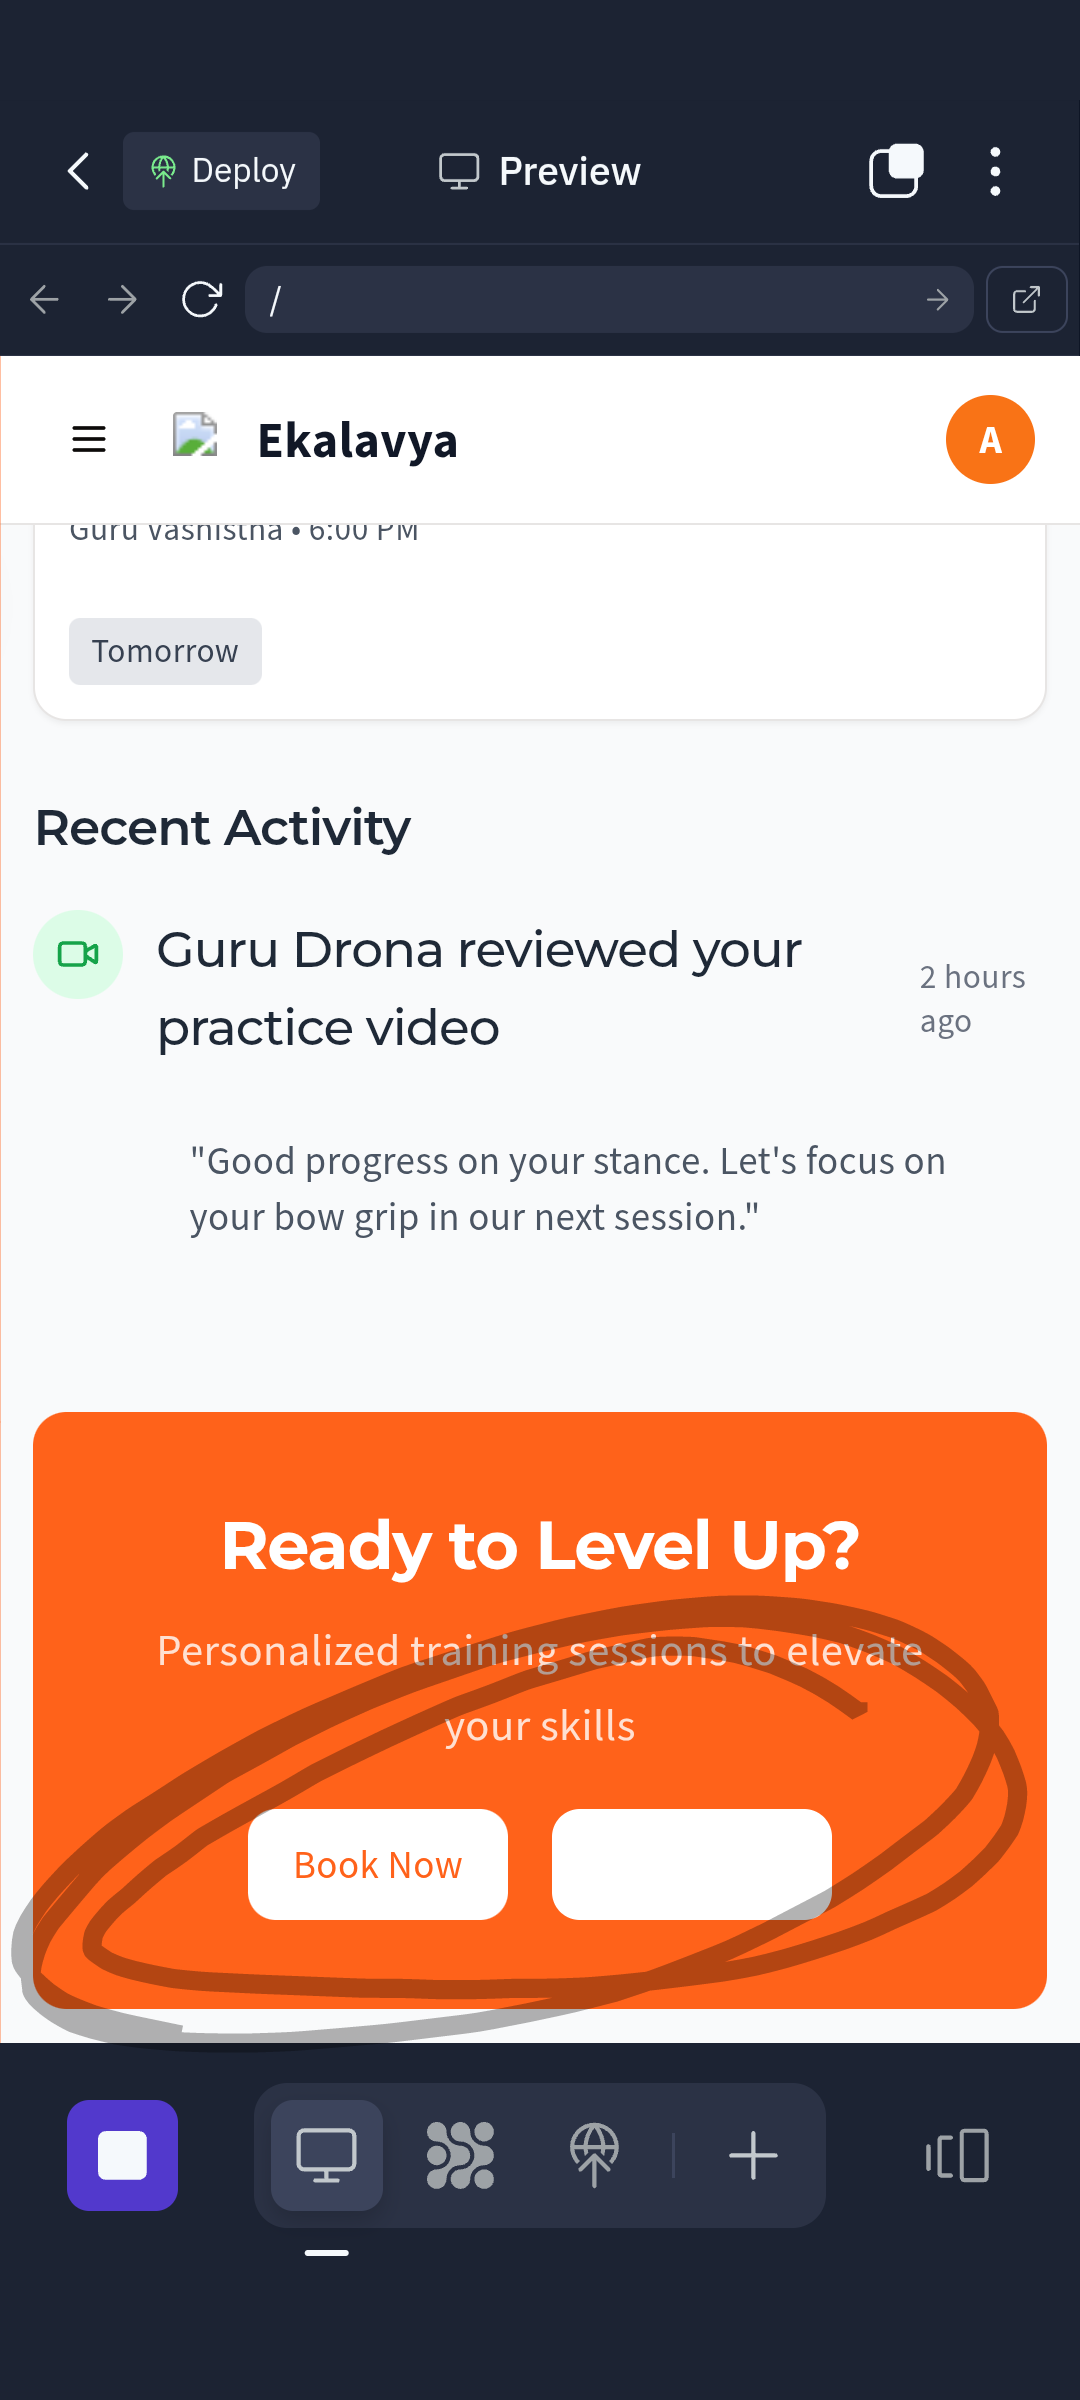 Deploy
Preview
/
Ekalavya
A
Guru Vashistha • 6:00 PM
Tomorrow
Recent Activity
Guru Drona reviewed your
practice video
2 hours
ago
"Good progress on your stance. Let's focus on
your bow grip in our next session."
Ready to Level Up?
Personalized training sessions to elevate
your skills
Book Now